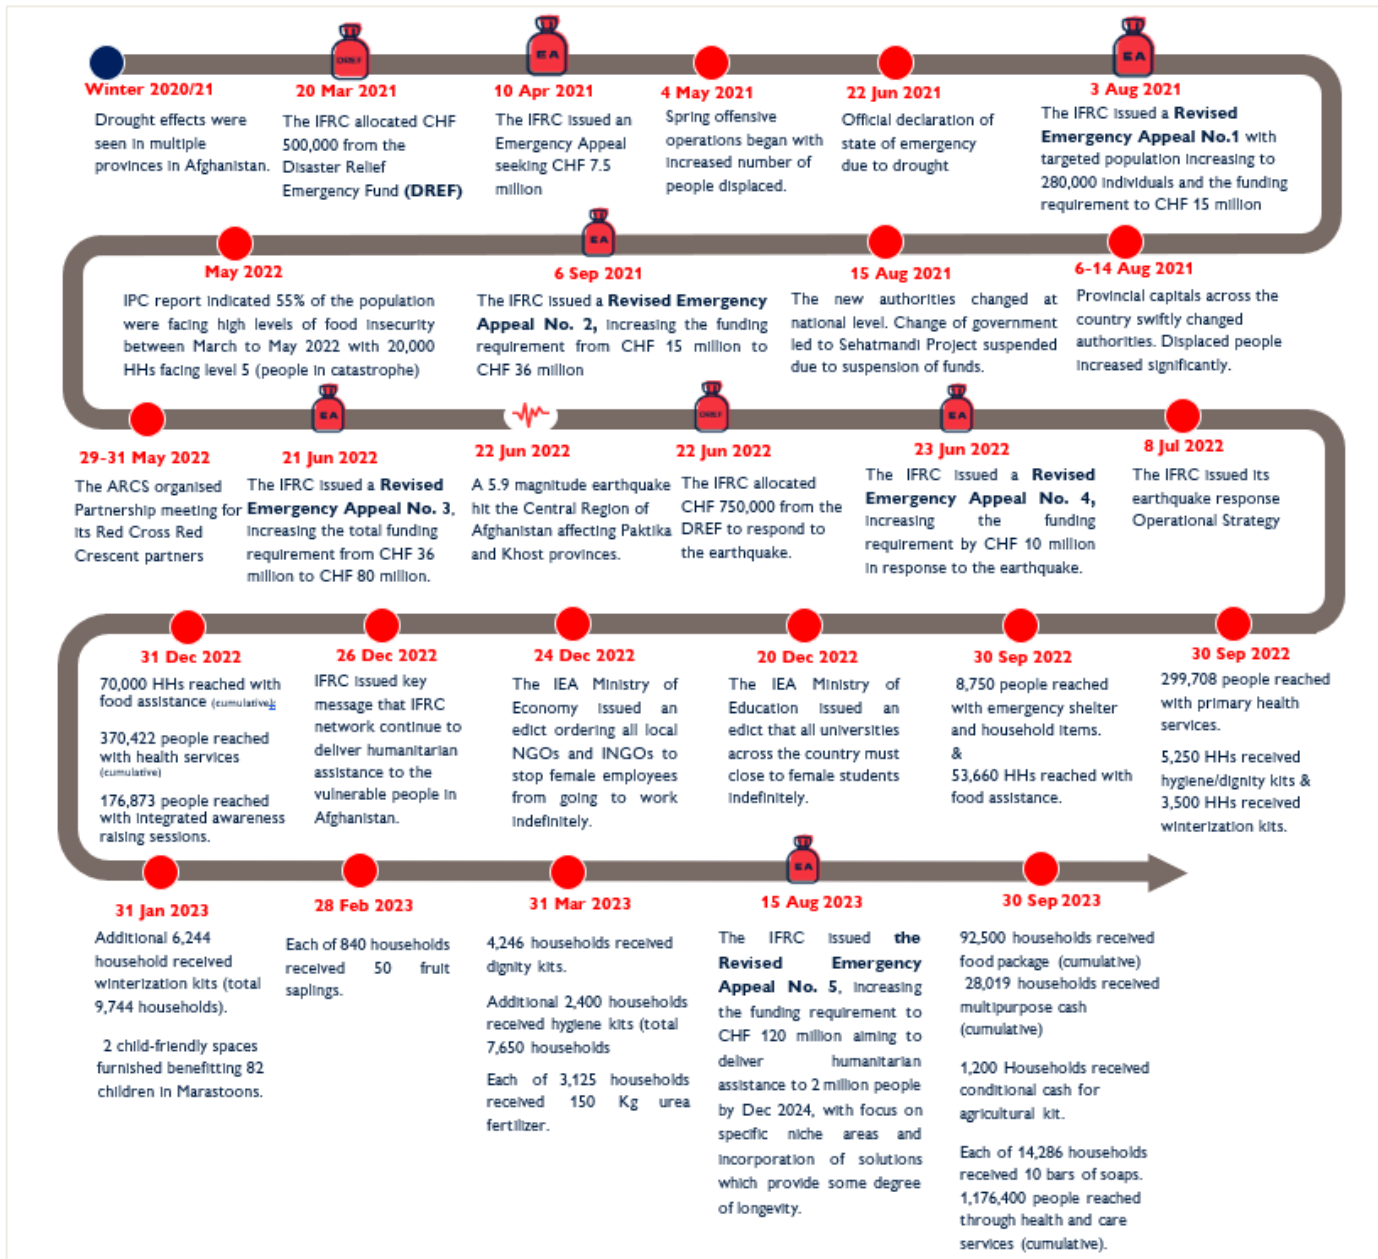 DREF
EA
EA
Winter 2020/21
Drought effects were
seen in multiple
provinces in Afghanistan.
20 Mar 2021
The IFRC allocated CHF
500,000 from the
Disaster Relief
Emergency Fund (DREF)
10 Apr 2021
The IFRC issued an
Emergency Appeal
seeking CHF 7.5
million
4 May 2021
Spring offensive
operations began with
increased number of
people displaced.
22 Jun 2021
Official declaration of
state of emergency
due to drought
3 Aug 2021
The IFRC issued a Revised
Emergency Appeal No.1 with
targeted population increasing to
280,000 individuals and the funding
requirement to CHF 15 million
EA
6-14 Aug 2021
Provincial capitals across the
country swiftly changed
authorities. Displaced people
increased significantly.
15 Aug 2021
The new authorities changed at
national level. Change of government
led to Sehatmandi Project suspended
due to suspension of funds.
6 Sep 2021
The IFRC issued a Revised Emergency
Appeal No. 2, increasing the funding
requirement from CHF 15 million to
CHF 36 million
May 2022
IPC report indicated 55% of the population
were facing high levels of food insecurity
between March to May 2022 with 20,000
HHs facing level 5 (people in catastrophe)
EA
DREF
EA
29-31 May 2022
The ARCS organised
Partnership meeting for
its Red Cross Red
Crescent partners
21 Jun 2022
The IFRC issued a Revised
Emergency Appeal No. 3,
increasing the total funding
requirement from CHF 36
million to CHF 80 million.
22 Jun 2022
A 5.9 magnitude earthquake
hit the Central Region of
Afghanistan affecting Paktika
and Khost provinces.
22 Jun 2022
The IFRC allocated
CHF 750,000 from the
DREF to respond to
the earthquake.
23 Jun 2022
The IFRC issued a Revised
Emergency Appeal No. 4,
increasing the funding
requirement by CHF 10 million
in response to the earthquake.
8 Jul 2022
The IFRC issued its
earthquake response
Operational Strategy
30 Sep 2022
299,708 people reached
with primary health
services.
5,250 HHs received
hygiene/dignity kits &
3,500 HHs received
winterization kits.
30 Sep 2022
8,750 people reached
with emergency shelter
and household items.
&
53,660 HHs reached with
food assistance.
20 Dec 2022
The IEA Ministry of
Education issued an
edict that all universities
across the country must
close to female students
indefinitely.
24 Dec 2022
The IEA Ministry of
Economy issued an
edict ordering all local
NGOs and INGOs to
stop female employees
from going to work
indefinitely.
26 Dec 2022
IFRC issued key
message that IFRC
network continue to
deliver humanitarian
assistance to the
vulnerable people in
Afghanistan.
31 Dec 2022
70,000 HHs reached with
food assistance (cumulative);
370,422 people reached
with health services
(cumulative)
176,873 people reached
with integrated awareness
raising sessions.
EA
31 Jan 2023
Additional 6,244
household received
winterization kits (total
9,744 households).
2 child-friendly spaces
furnished benefitting 82
children in Marastoons.
28 Feb 2023
Each of 840 households
received 50 fruit
saplings.
31 Mar 2023
4,246 households received
dignity kits.
Additional 2,400 households
received hygiene kits (total
7,650 households
Each of 3,125 households
received 150 Kg urea
fertilizer.
15 Aug 2023
The IFRC issued the
Revised Emergency
Appeal No. 5, increasing
the funding requirement to
CHF 120 million aiming to
deliver humanitarian
assistance to 2 million people
by Dec 2024, with focus on
specific niche areas and
incorporation of solutions
which provide some degree
of longevity.
30 Sep 2023
92,500 households received
food package (cumulative)
28,019 households received
multipurpose cash
(cumulative)
1,200 Households received
conditional cash for
agricultural kit.
Each of 14,286 households
received 10 bars of soaps.
1,176,400 people reached
through health and care
services (cumulative).